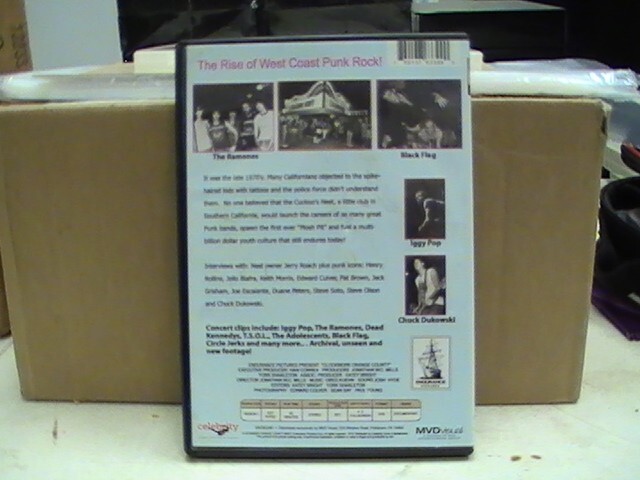 The Rise of West Coast Punk Rock!
The Ramones
Black Flag
It was the late 1970's. Many Californians objected to the spike-
haired kids with tattoos and the police force didn't understand
them. No one believed that the Cuckoo's Nest, a little club in
Southern California, would launch the careers of so many great
Punk bands, spawn the first ever "Mosh Pit" and fuel a multi-
billion dollar youth culture that still endures today!
Iggy Pop
Interviews with: Nest owner Jerry Roach plus punk icons: Henry
Rollins, Jello Biafra, Keith Morris, Edward Colver, Pat Brown, Jack
Grisham, Joe Escalante, Duane Peters, Steve Soto, Steve Olson
and Chuck Dukowski.
Chuck Dukowski
Concert clips include: Iggy Pop, The Ramones, Dead
Kennedys, T.S.O.L., The Adolescents, Black Flag,
Circle Jerks and many more... Archival, unseen and
new footage!
celebrity
MVDvisual